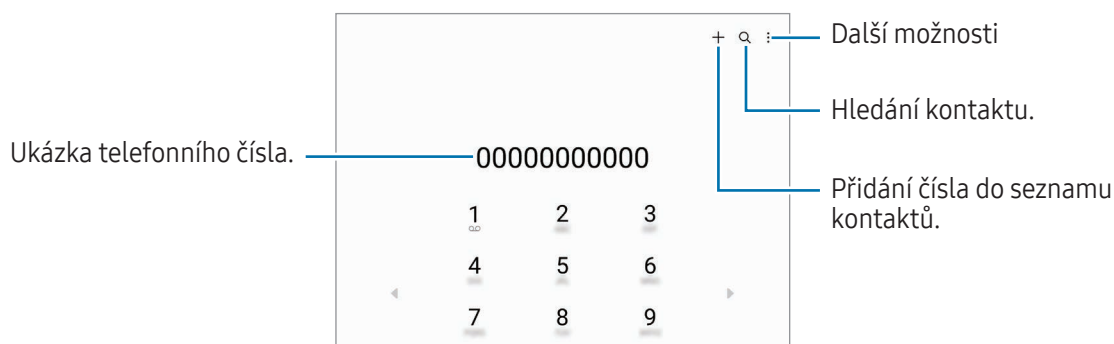 Další možnosti
Hledání kontaktu.
Ukázka telefonního čísla.
00000000000
Přidání čísla do seznamu
kontaktů.
1 2 3
4 5 6
7 8 9